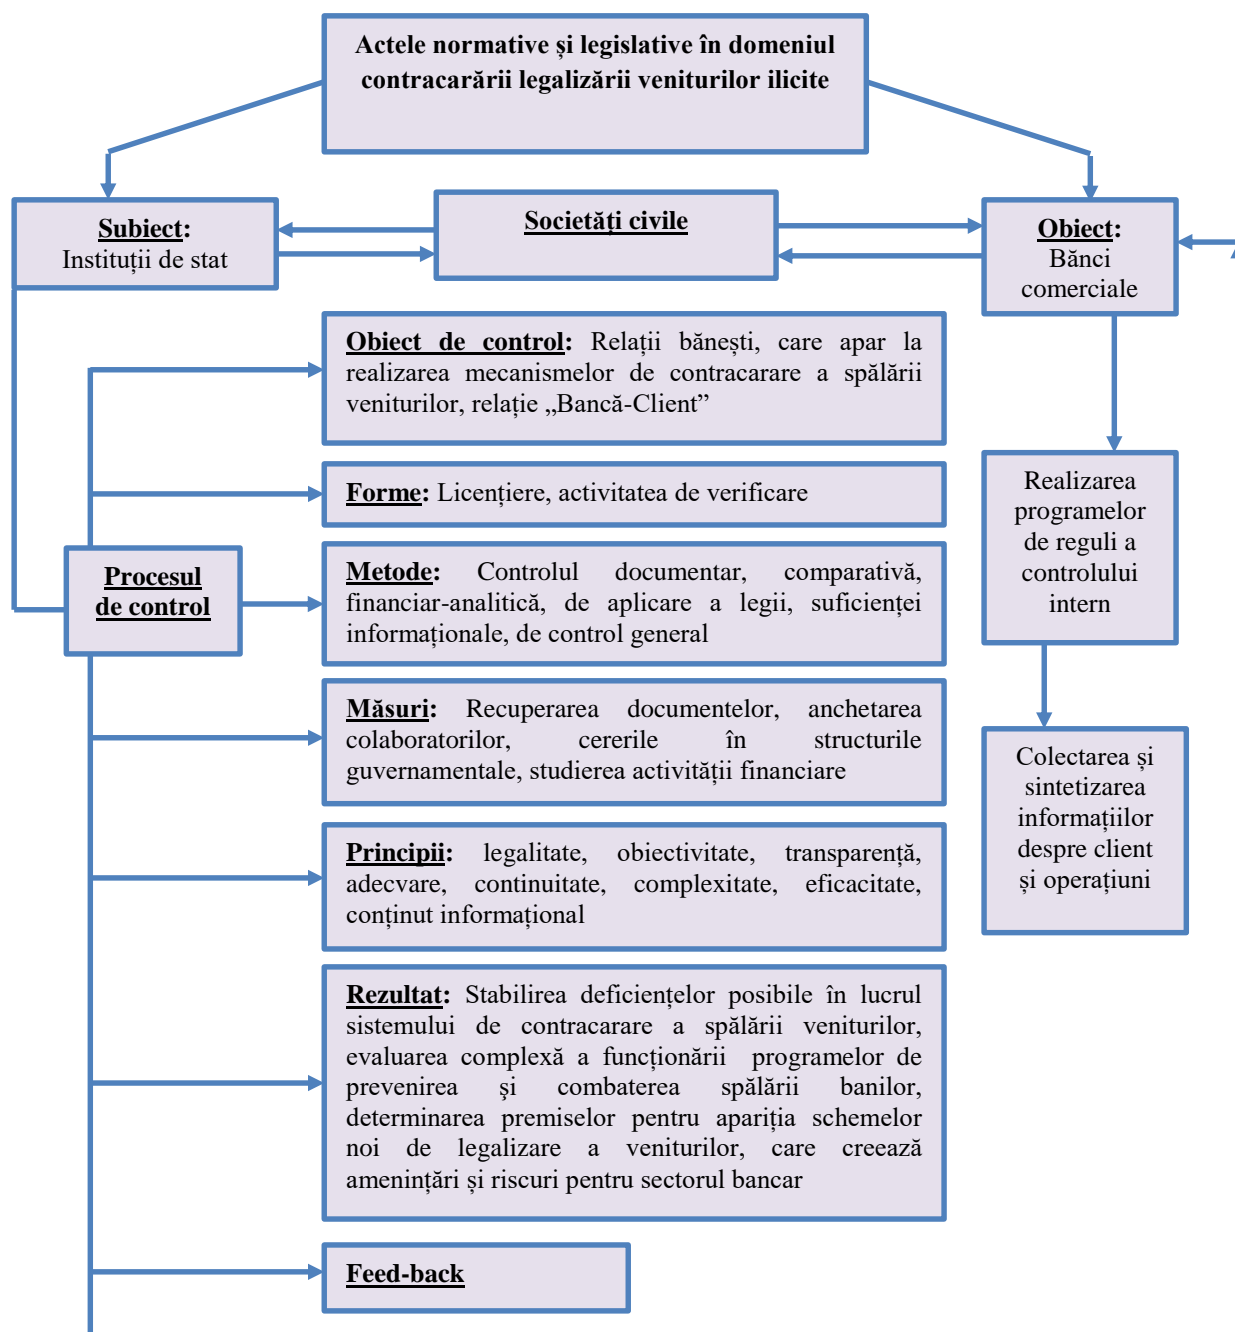 Actele normative și legislative în domeniul
contracarării legalizării veniturilor ilicite
Subiect:
Instituții de stat
Societăți civile
Obiect:
Bănci
comerciale
Obiect de control: Relații bănești, care apar la
realizarea mecanismelor de contracarare a spălării
veniturilor, relație „Bancă-Client”
Forme: Licențiere, activitatea de verificare
Procesul
de control
Metode: Controlul documentar, comparativă,
financiar-analitică, de aplicare a legii, suficienței
informaționale, de control general
Realizarea
programelor
de reguli a
controlului
intern
Măsuri: Recuperarea documentelor, anchetarea
colaboratorilor, cererile în structurile
guvernamentale, studierea activității financiare
Colectarea și
sintetizarea
informațiilor
despre client
și operațiuni
Principii: legalitate, obiectivitate, transparență,
adecvare, continuitate, complexitate, eficacitate,
conținut informațional
Rezultat: Stabilirea deficiențelor posibile în lucrul
sistemului de contracarare a spălării veniturilor,
evaluarea complexă a funcționării programelor de
prevenirea şi combaterea spălării banilor,
determinarea premiselor pentru apariția schemelor
noi de legalizare a veniturilor, care creează
amenințări și riscuri pentru sectorul bancar
Feed-back